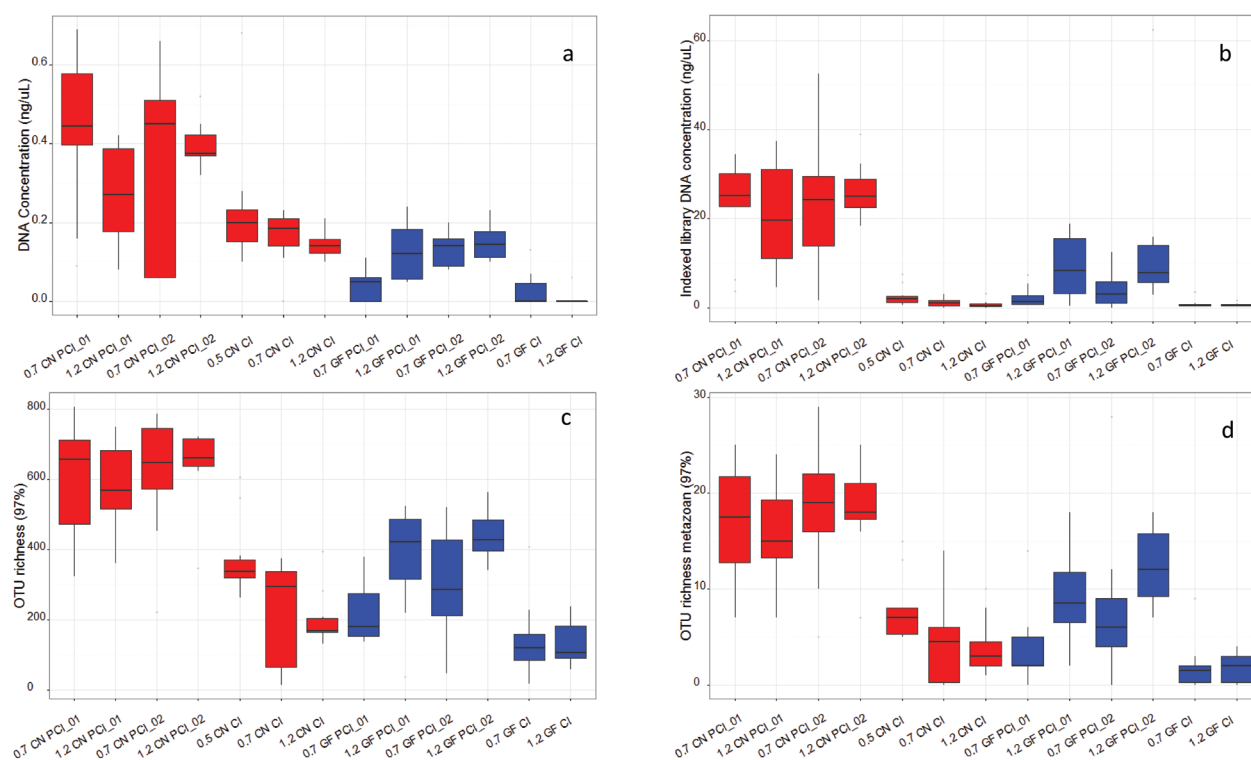 a
DNA Concentration (ng/uL)
0.6
0.4
0.2
0.0
0.7 CN PCI_01
1.2 CN PCI_01
0.7 CN PCI_02
1.2 CN PCI_02
0.5 CN CI
0.7 CN CI
1.2 CN CI
0.7 GF PCI_01
1.2 GF PCI_01
0.7 GF PCI_02
1.2 GF PCI_02
0.7 GF CI
1.2 GF CI
b
Indexed library DNA concentration (ng/uL)
60
40
20
0
0.7 CN PCI_01
1.2 CN PCI_01
0.7 CN PCI_02
1.2 CN PCI_02
0.5 CN CI
0.7 CN CI
1.2 CN CI
0.7 GF PCI_01
1.2 GF PCI_01
0.7 GF PCI_02
1.2 GF PCI_02
0.7 GF CI
1.2 GF CI
c
OTU richness (97%)
800
600
400
200
0
0.7 CN PCI_01
1.2 CN PCI_01
0.7 CN PCI_02
1.2 CN PCI_02
0.5 CN CI
0.7 CN CI
1.2 CN CI
0.7 GF PCI_01
1.2 GF PCI_01
0.7 GF PCI_02
1.2 GF PCI_02
0.7 GF CI
1.2 GF CI
d
OTU richness metazoan (97%)
30
20
10
0
0.7 CN PCI_01
1.2 CN PCI_01
0.7 CN PCI_02
1.2 CN PCI_02
0.5 CN CI
0.7 CN CI
1.2 CN CI
0.7 GF PCI_01
1.2 GF PCI_01
0.7 GF PCI_02
1.2 GF PCI_02
0.7 GF CI
1.2 GF CI